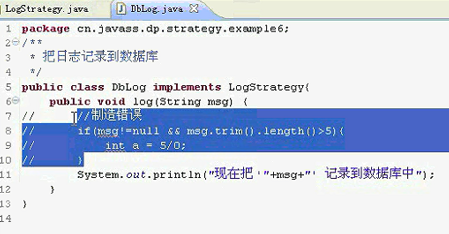 LogStrategy.java DbLog.java
1 package cn.javass.dp.strategy.example6;
2 /**
3  * 把日志记录到数据库
4  */
5 public class DbLog implements LogStrategy{
6     public void log(String msg) {
7 //      //制造错误
8 //      if(msg!=null && msg.trim().length()>5){
9 //          int a = 5/0;
10 //      }
11         System.out.println("现在把'"+msg+"' 记录到数据库中");
12     }
13 }
14